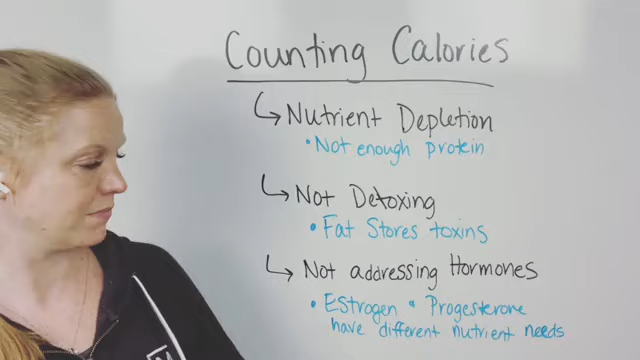 Counting Calories
Nutrient Depletion
• Not enough protein
Not Detoxing
• Fat Stores toxins
Not addressing Hormones
• Estrogen & Progesterone
have different nutrient needs